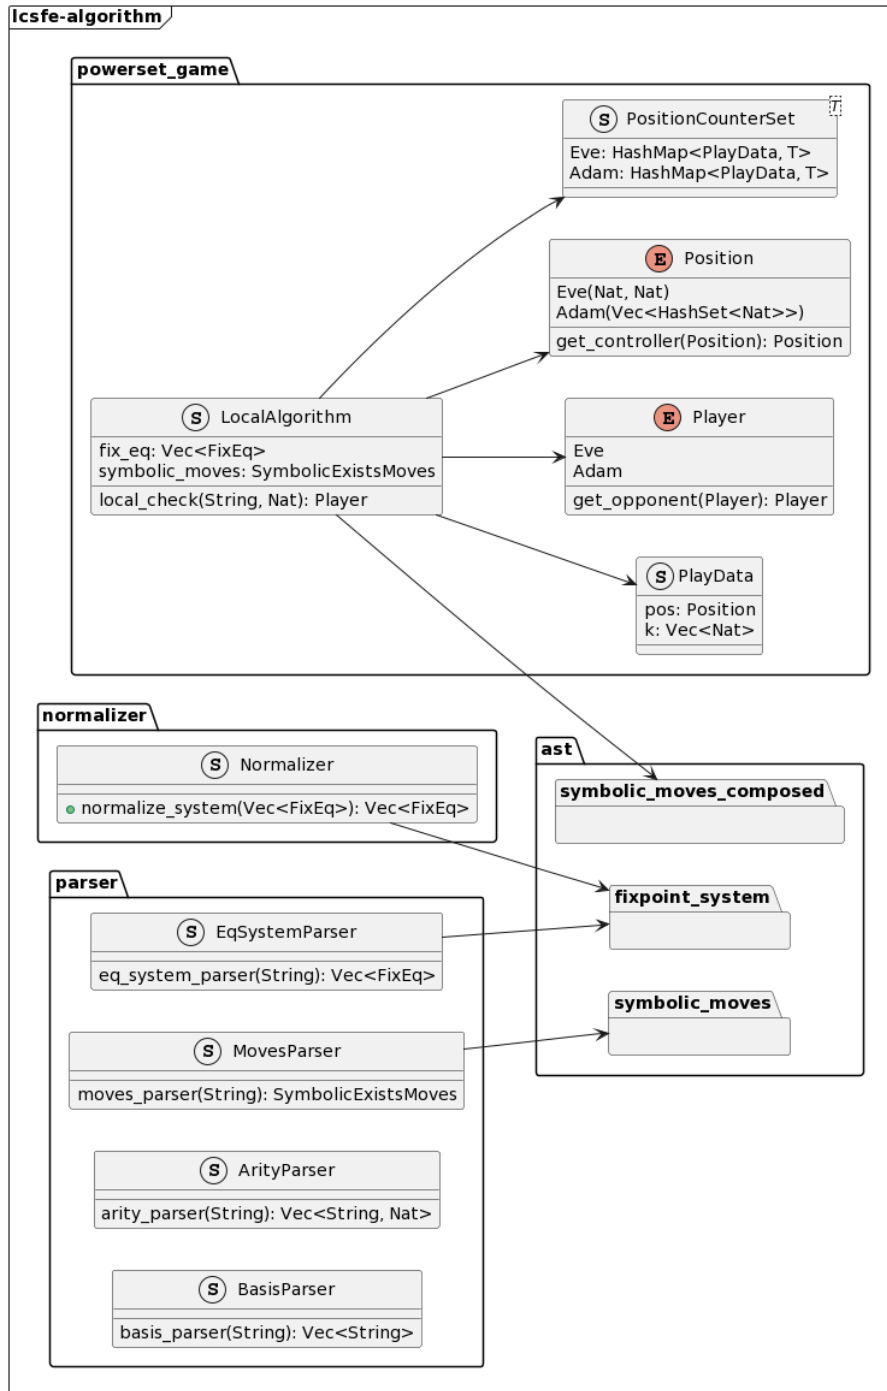 lcsfe-algorithm
powerset_game
S PositionCounterSet
T
Eve: HashMap<PlayData, T>
Adam: HashMap<PlayData, T>
E Position
Eve(Nat, Nat)
Adam(Vec<HashSet<Nat>>)
get_controller(Position): Position
S LocalAlgorithm
fix_eq: Vec<FixEq>
symbolic_moves: SymbolicExistsMoves
local_check(String, Nat): Player
E Player
Eve
Adam
get_opponent(Player): Player
S PlayData
pos: Position
k: Vec<Nat>
normalizer
S Normalizer
normalize_system(Vec<FixEq>): Vec<FixEq>
ast
symbolic_moves_composed
fixpoint_system
symbolic_moves
parser
S EqSystemParser
eq_system_parser(String): Vec<FixEq>
S MovesParser
moves_parser(String): SymbolicExistsMoves
S ArityParser
arity_parser(String): Vec<String, Nat>
S BasisParser
basis_parser(String): Vec<String>